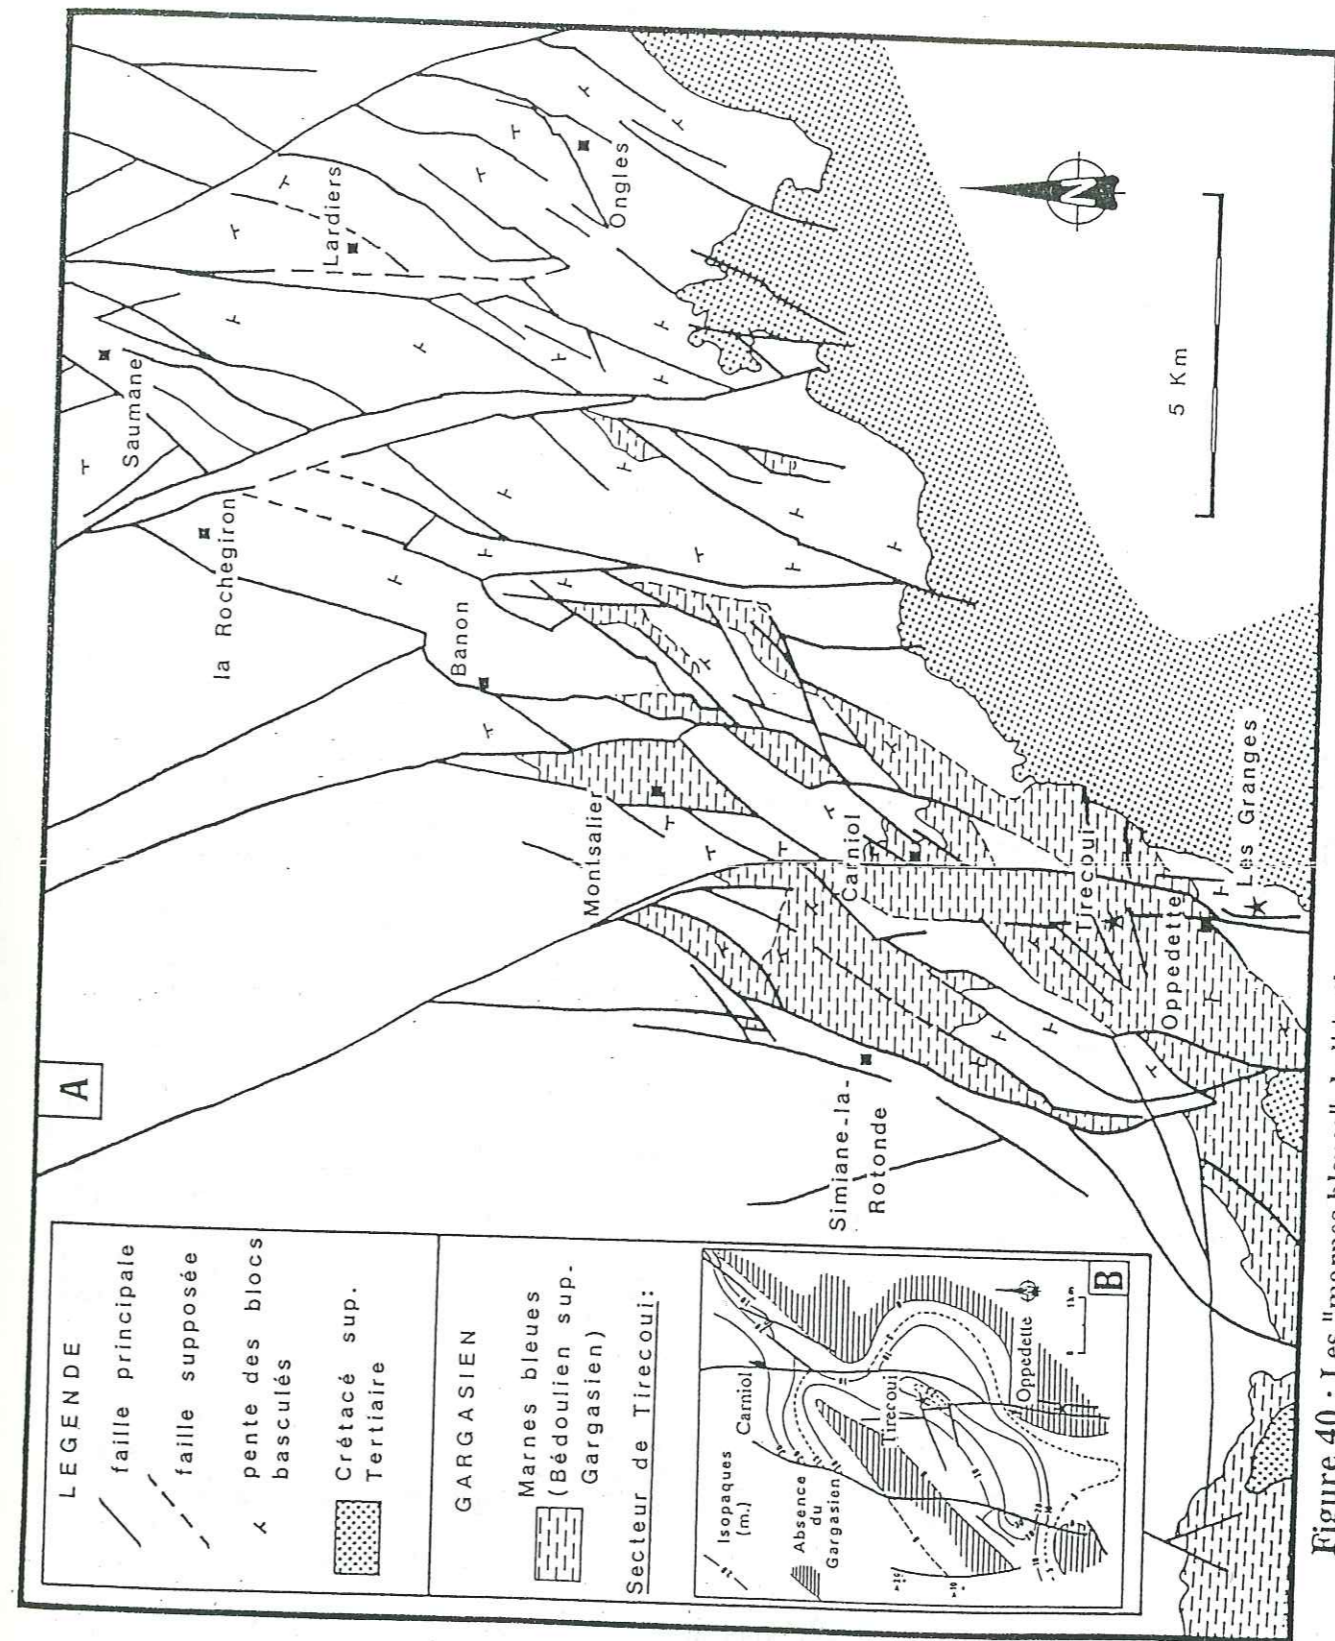 A
LEGENDE
faille principale
faille supposée
pente des blocs
basculés
Crétacé sup.
Tertiaire
GARGASIEN
Marnes bleues
(Bédoulien sup.
Gargasien)
Secteur de Tirecoui:
Isopaques
(m.)
Absence
du
Gargasien
Carniol
Tirecoui
Oppedette
1km
B
Saumane
Lardiers
Ongles
la Rochegiron
Banon
Montsalier
Carniol
Simiane-la-
Rotonde
Tirecoui
Oppedette
Les Granges
N
5 Km
Figure 40 : Les "marnes bleues"